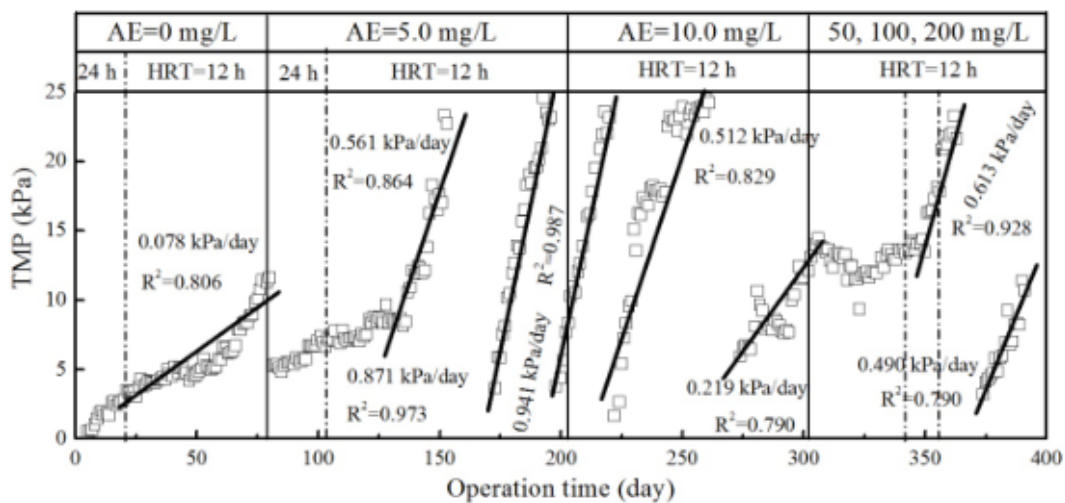 AE=0 mg/L AE=5.0 mg/L AE=10.0 mg/L 50, 100, 200 mg/L
24 h HRT=12 h 24 h HRT=12 h HRT=12 h HRT=12 h
25
20
15
10
5
0
TMP (kPa)
0.078 kPa/day
R²=0.806
0.561 kPa/day
R²=0.864
0.871 kPa/day
R²=0.973
0.941 kPa/day
R²=0.987
0.512 kPa/day
R²=0.829
0.219 kPa/day
R²=0.790
0.613 kPa/day
R²=0.928
0.490 kPa/day
R²=0.790
0 50 100 150 200 250 300 350 400
Operation time (day)